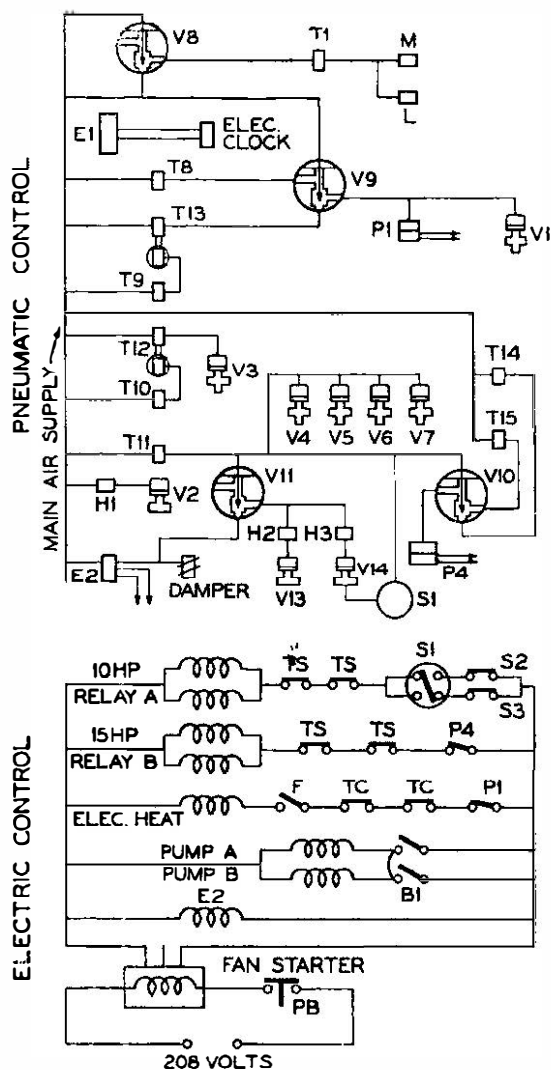 PNEUMATIC CONTROL
MAIN AIR SUPPLY
V8
T1
M
L
E1
ELEC.
CLOCK
T8
V9
T13
P1
V1
T9
T12
V3
T14
T10
T15
V4
V5
V6
V7
T11
V11
V10
H1
V2
H2
H3
E2
DAMPER
V13
V14
S1
P4
ELECTRIC CONTROL
10HP
RELAY A
TS
TS
S1
S2
S3
15HP
RELAY B
TS
TS
P4
ELEC. HEAT
F
TC
TC
P1
PUMP A
PUMP B
B1
E2
FAN STARTER
PB
208 VOLTS